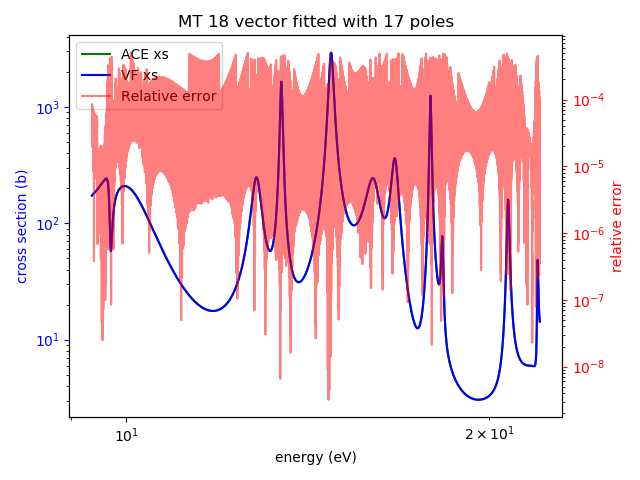 MT 18 vector fitted with 17 poles
ACE xs
VF xs
Relative error
cross section (b)
10³
10²
10¹
10⁻⁴
10⁻⁵
10⁻⁶
10⁻⁷
10⁻⁸
relative error
10¹
2 × 10¹
energy (eV)